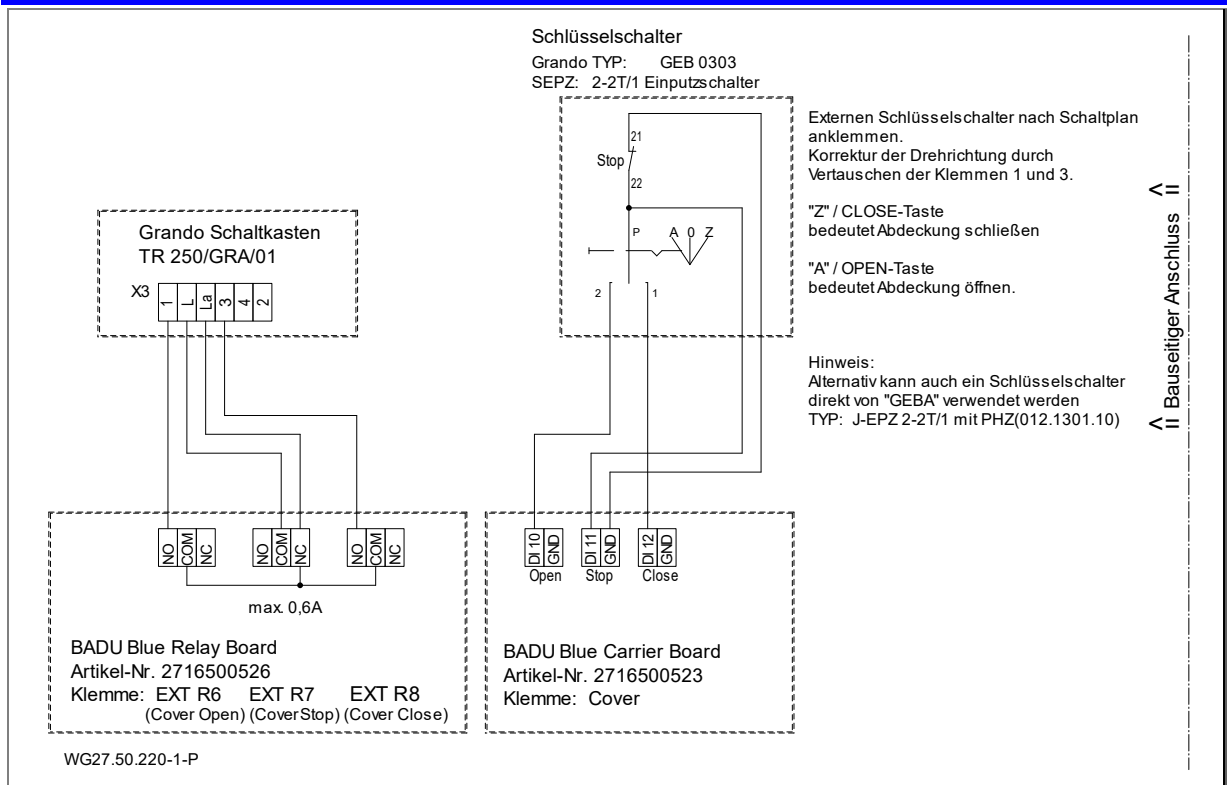 Schlüsselschalter
Grando TYP: GEB 0303
SEPZ: 2-2T/1 Einputzschalter
21
Stop
22
P A 0 Z
2 1
Externen Schlüsselschalter nach Schaltplan
anklemmen.
Korrektur der Drehrichtung durch
Vertauschen der Klemmen 1 und 3.
"Z" / CLOSE-Taste
bedeutet Abdeckung schließen
"A" / OPEN-Taste
bedeutet Abdeckung öffnen.
Hinweis:
Alternativ kann auch ein Schlüsselschalter
direkt von "GEBA" verwendet werden
TYP: J-EPZ 2-2T/1 mit PHZ(012.1301.10)
<= Bauseitiger Anschluss <=
Grando Schaltkasten
TR 250/GRA/01
X3 1 L La 3 4 2
NO COM NC NO COM NC NO COM NC
max. 0,6A
BADU Blue Relay Board
Artikel-Nr. 2716500526
Klemme: EXT R6 EXT R7 EXT R8
(Cover Open) (Cover Stop) (Cover Close)
DI 10 GND DI 11 GND DI 12 GND
Open Stop Close
BADU Blue Carrier Board
Artikel-Nr. 2716500523
Klemme: Cover
WG27.50.220-1-P